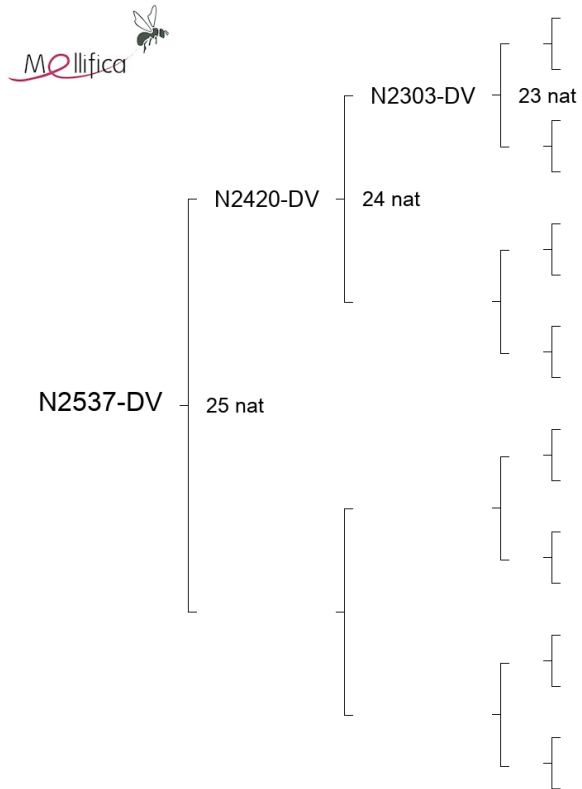 Mellifica
N2303-DV
23 nat
N2420-DV
24 nat
N2537-DV
25 nat